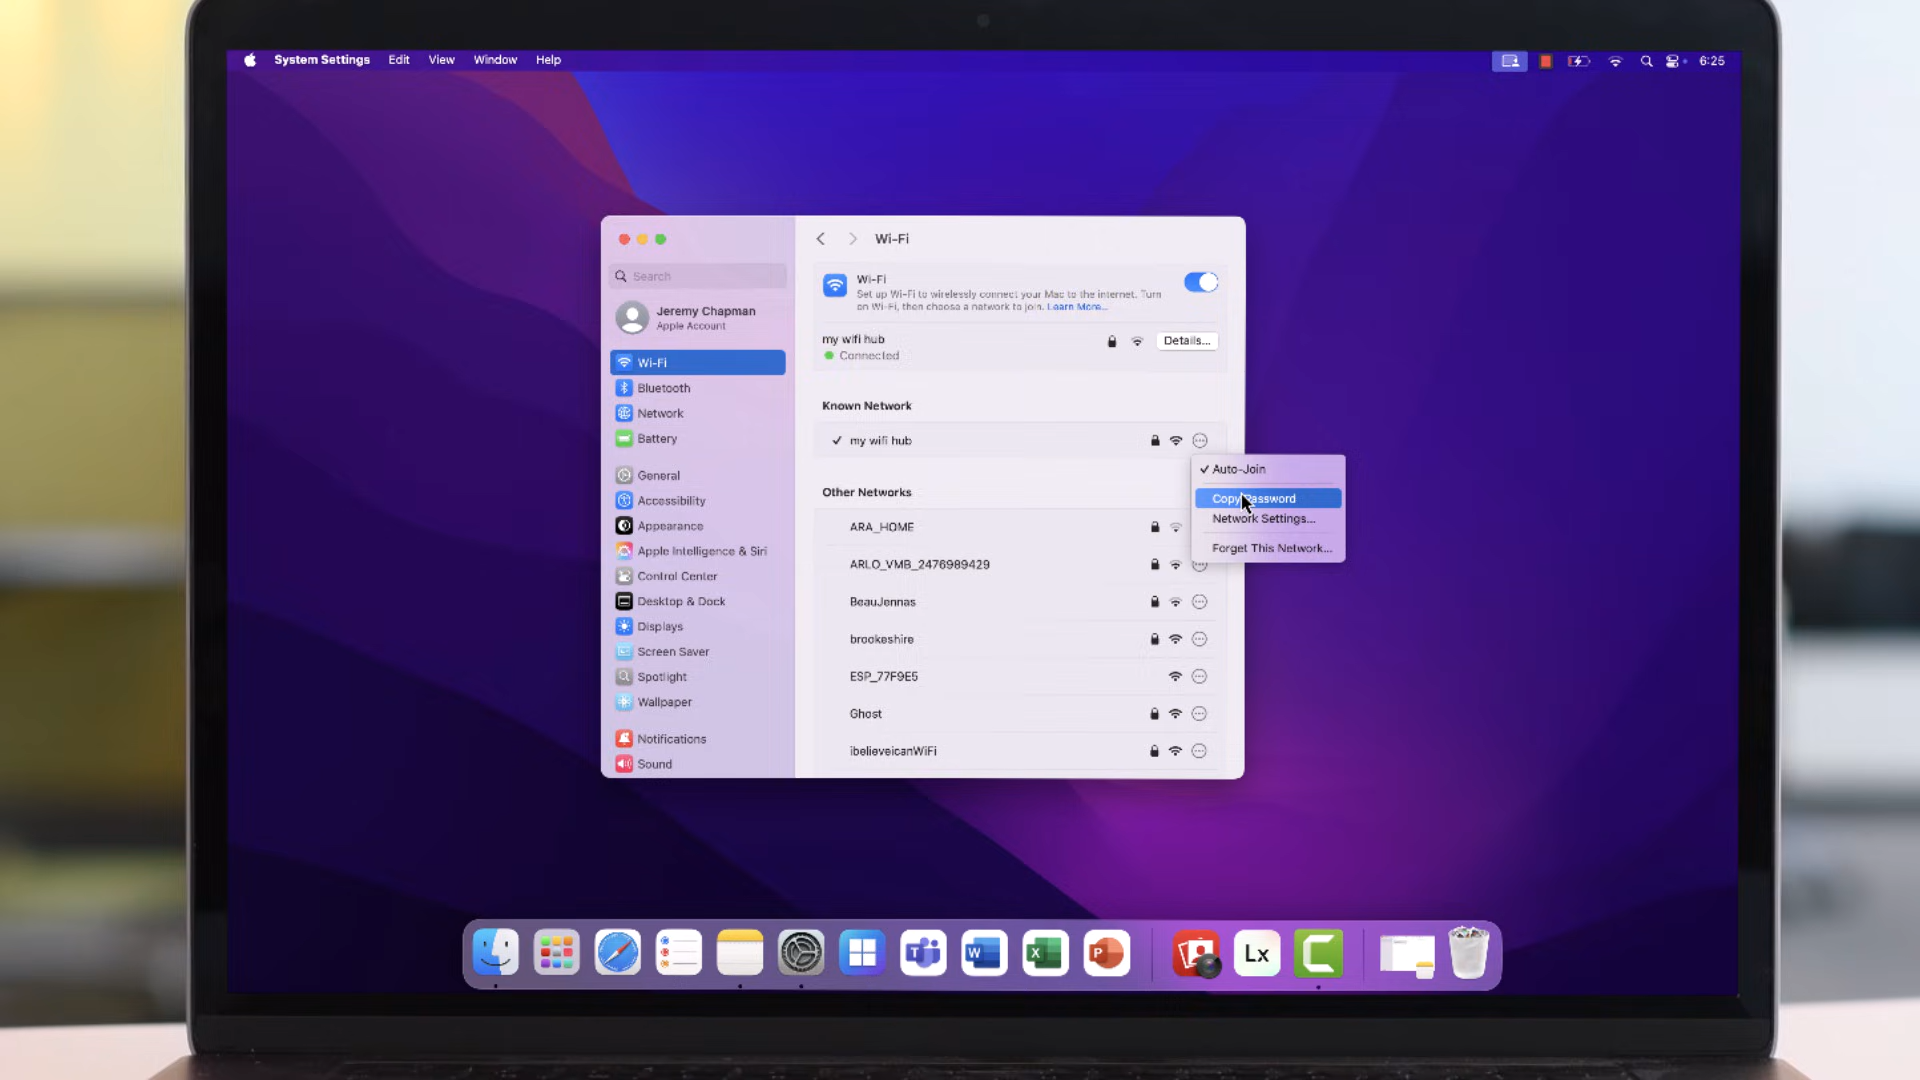 System Settings Edit View Window Help 6:25
Wi-Fi
Search
Jeremy Chapman
Apple Account
Wi-Fi
Bluetooth
Network
Battery
General
Accessibility
Appearance
Apple Intelligence & Siri
Control Center
Desktop & Dock
Displays
Screen Saver
Spotlight
Wallpaper
Notifications
Sound
Wi-Fi
Set up Wi-Fi to wirelessly connect your Mac to the internet. Turn
on Wi-Fi, then choose a network to join. Learn More...
my wifi hub
Connected
Details...
Known Network
my wifi hub
Auto-Join
Copy Password
Network Settings...
Forget This Network...
Other Networks
ARA_HOME
ARLO_VMB_2476989429
BeauJennas
brookeshire
ESP_77F9E5
Ghost
ibelieveicanWiFi
T W X P Lx C